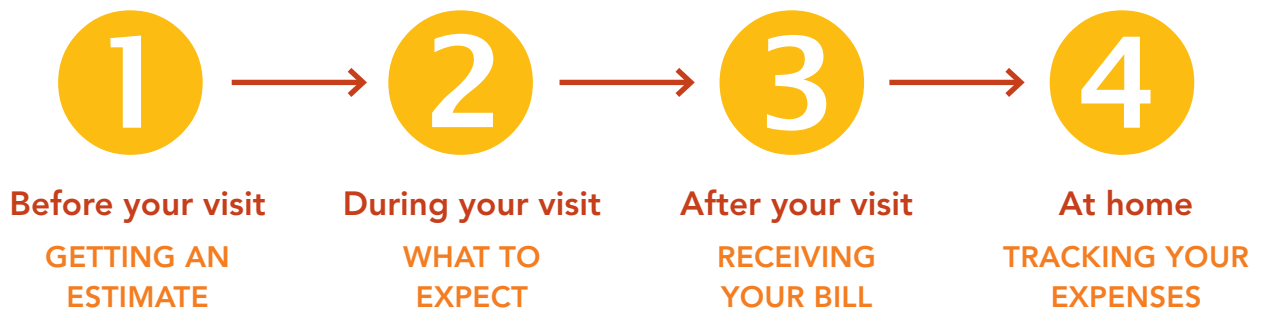 1
2
3
4
Before your visit
During your visit
After your visit
At home
GETTING AN
ESTIMATE
WHAT TO
EXPECT
RECEIVING
YOUR BILL
TRACKING YOUR
EXPENSES